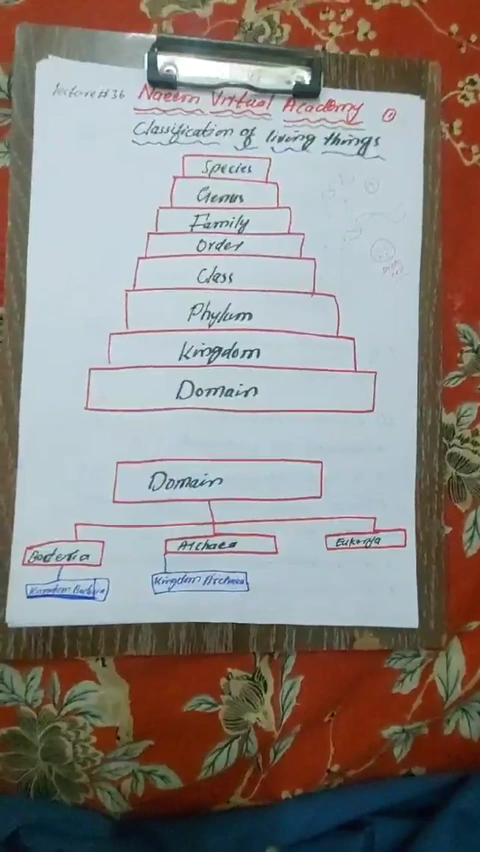 Lecture #36 Naeem Virtual Academy 1
Classification of living things
Species
Genus
Family
Order
Class
Phylum
Kingdom
Domain
Domain
Bacteria Archaea Eukarya
Kingdom Bacteria Kingdom Archaea